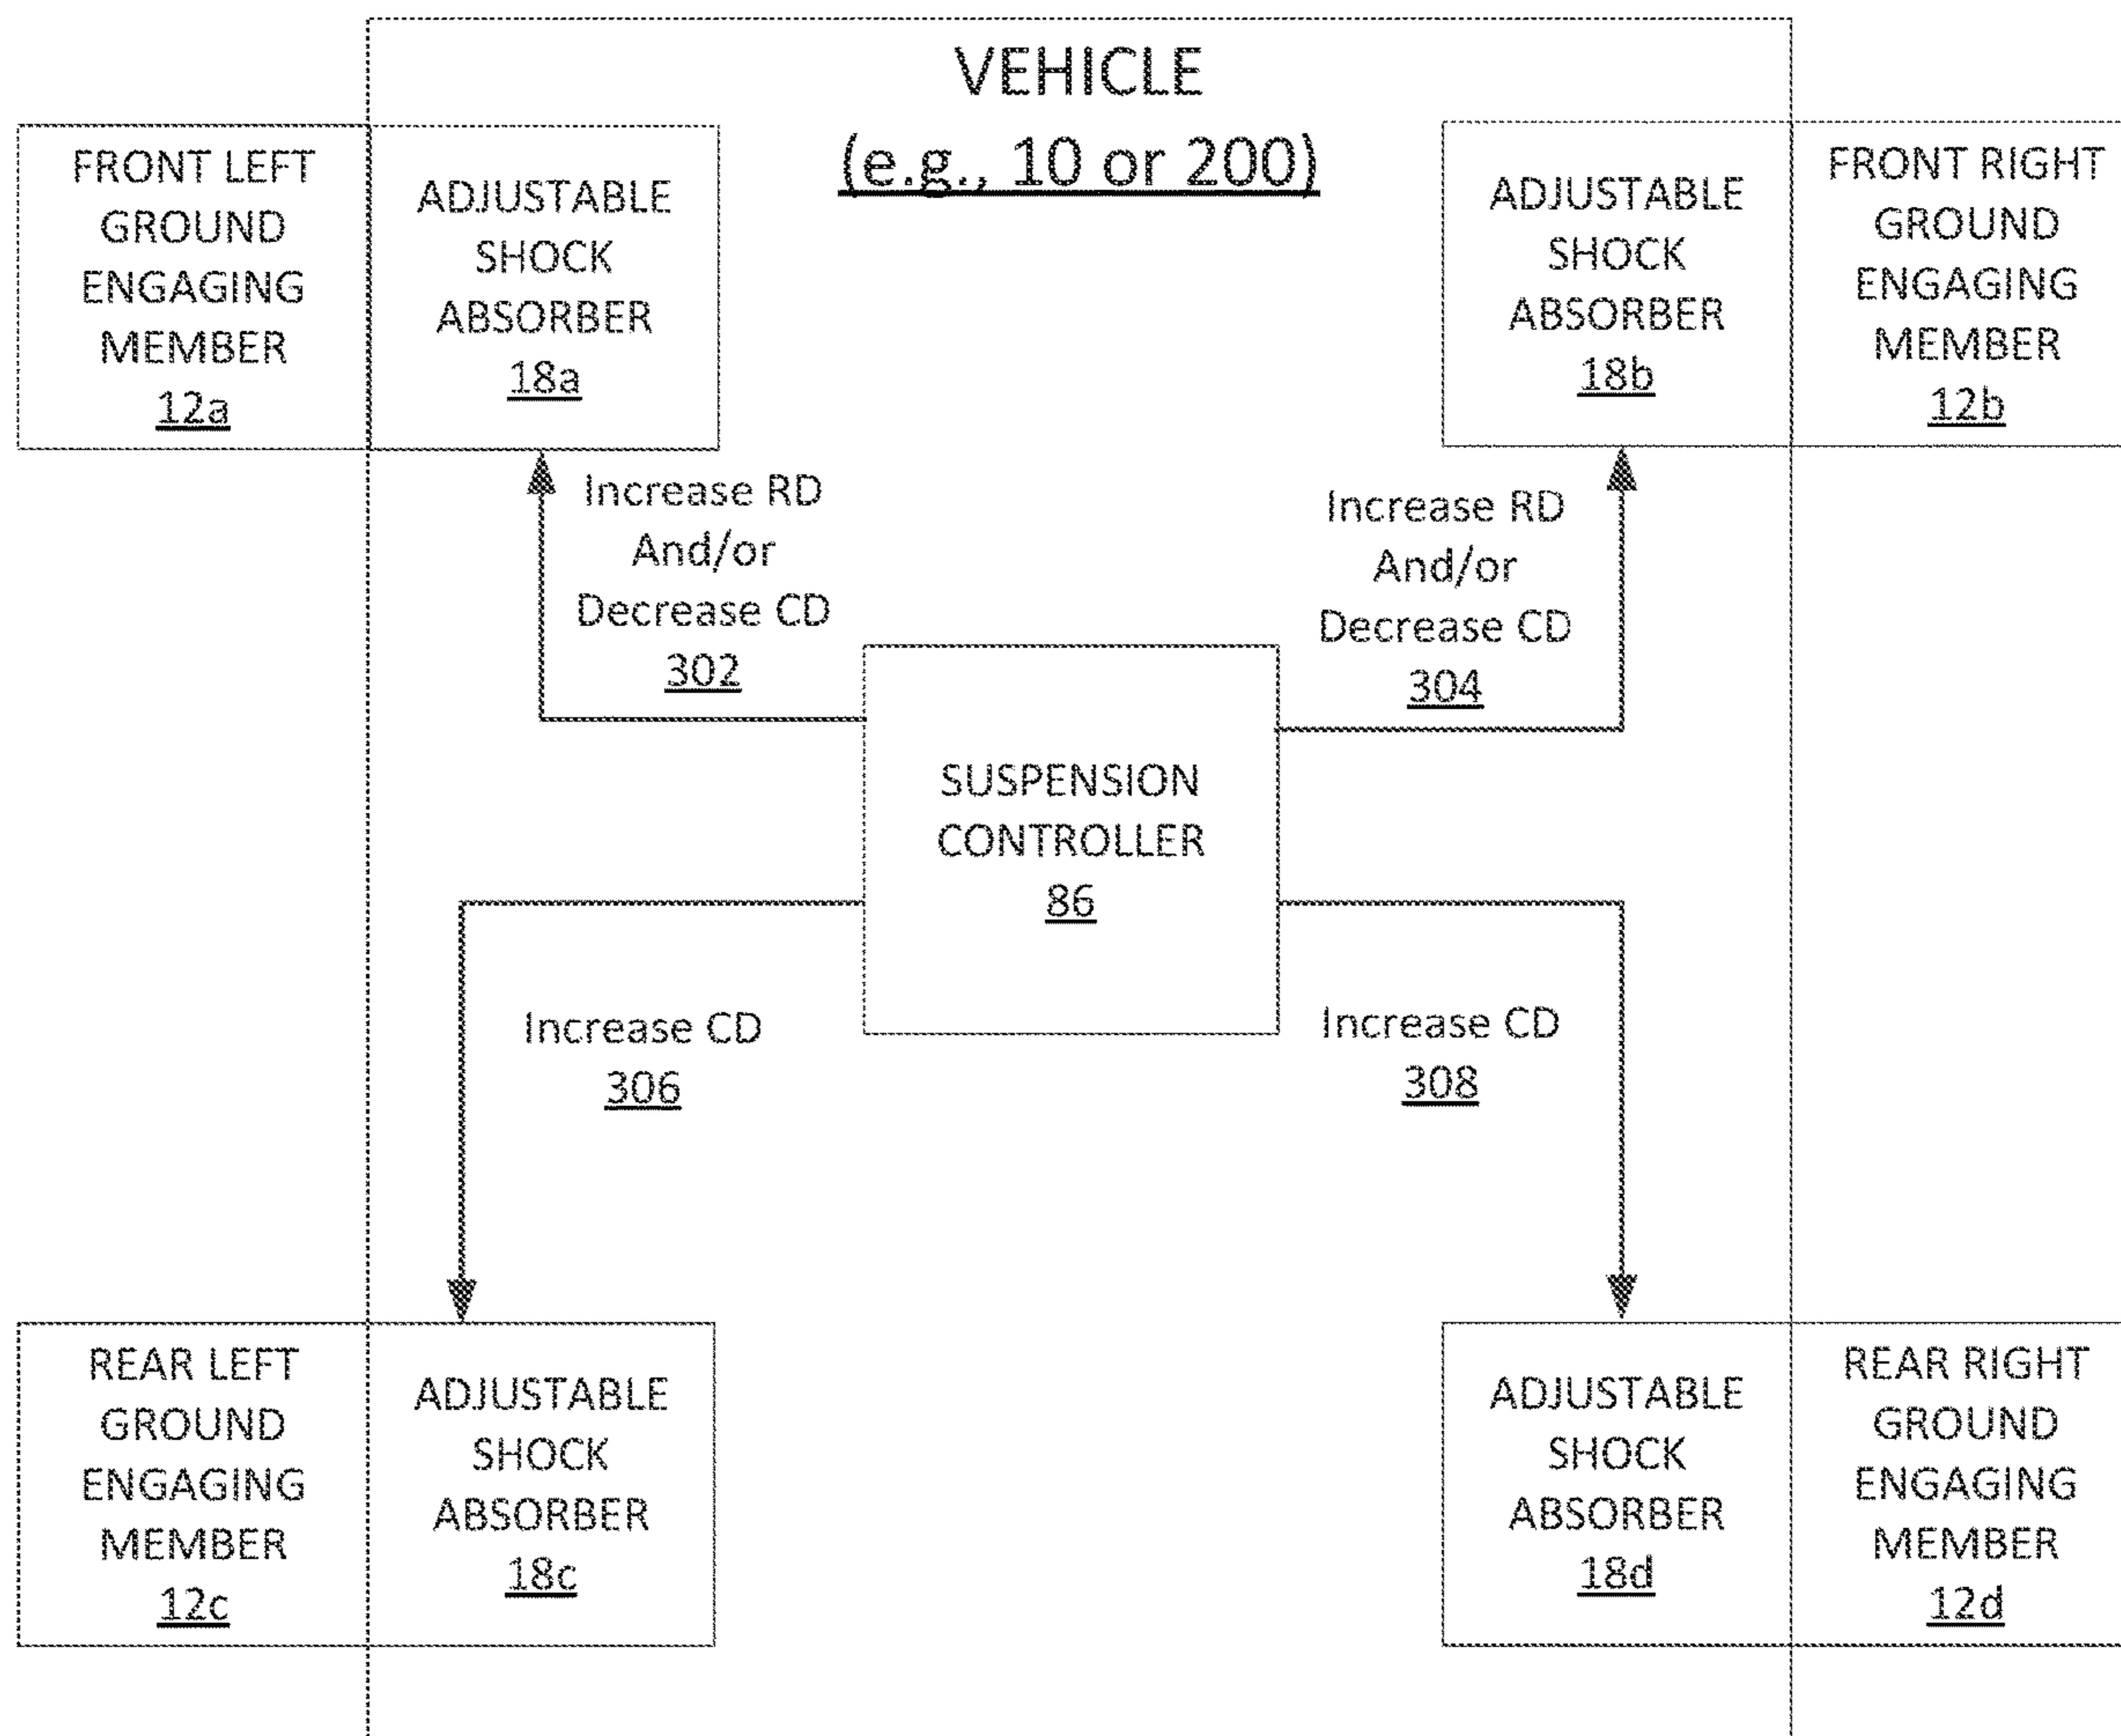 VEHICLE
(e.g., 10 or 200)
FRONT LEFT
GROUND
ENGAGING
MEMBER
12a
ADJUSTABLE
SHOCK
ABSORBER
18a
ADJUSTABLE
SHOCK
ABSORBER
18b
FRONT RIGHT
GROUND
ENGAGING
MEMBER
12b
Increase RD
And/or
Decrease CD
302
Increase RD
And/or
Decrease CD
304
SUSPENSION
CONTROLLER
86
Increase CD
306
Increase CD
308
REAR LEFT
GROUND
ENGAGING
MEMBER
12c
ADJUSTABLE
SHOCK
ABSORBER
18c
ADJUSTABLE
SHOCK
ABSORBER
18d
REAR RIGHT
GROUND
ENGAGING
MEMBER
12d